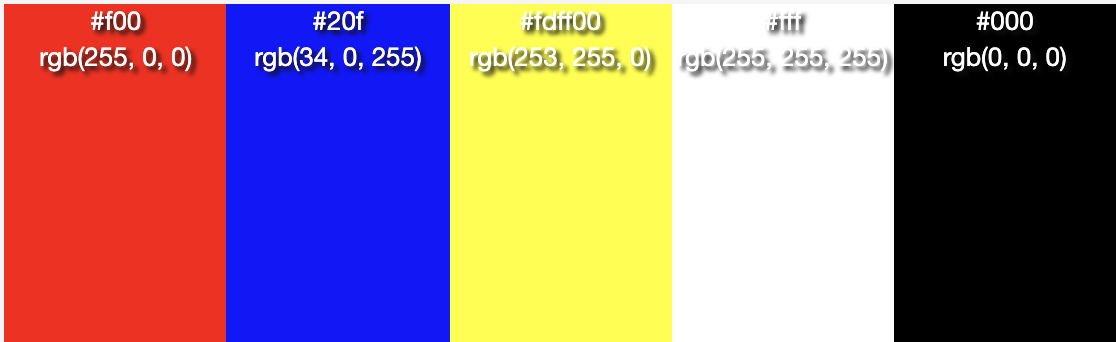 #f00
rgb(255, 0, 0)
#20f
rgb(34, 0, 255)
#fdff00
rgb(253, 255, 0)
#fff
rgb(255, 255, 255)
#000
rgb(0, 0, 0)